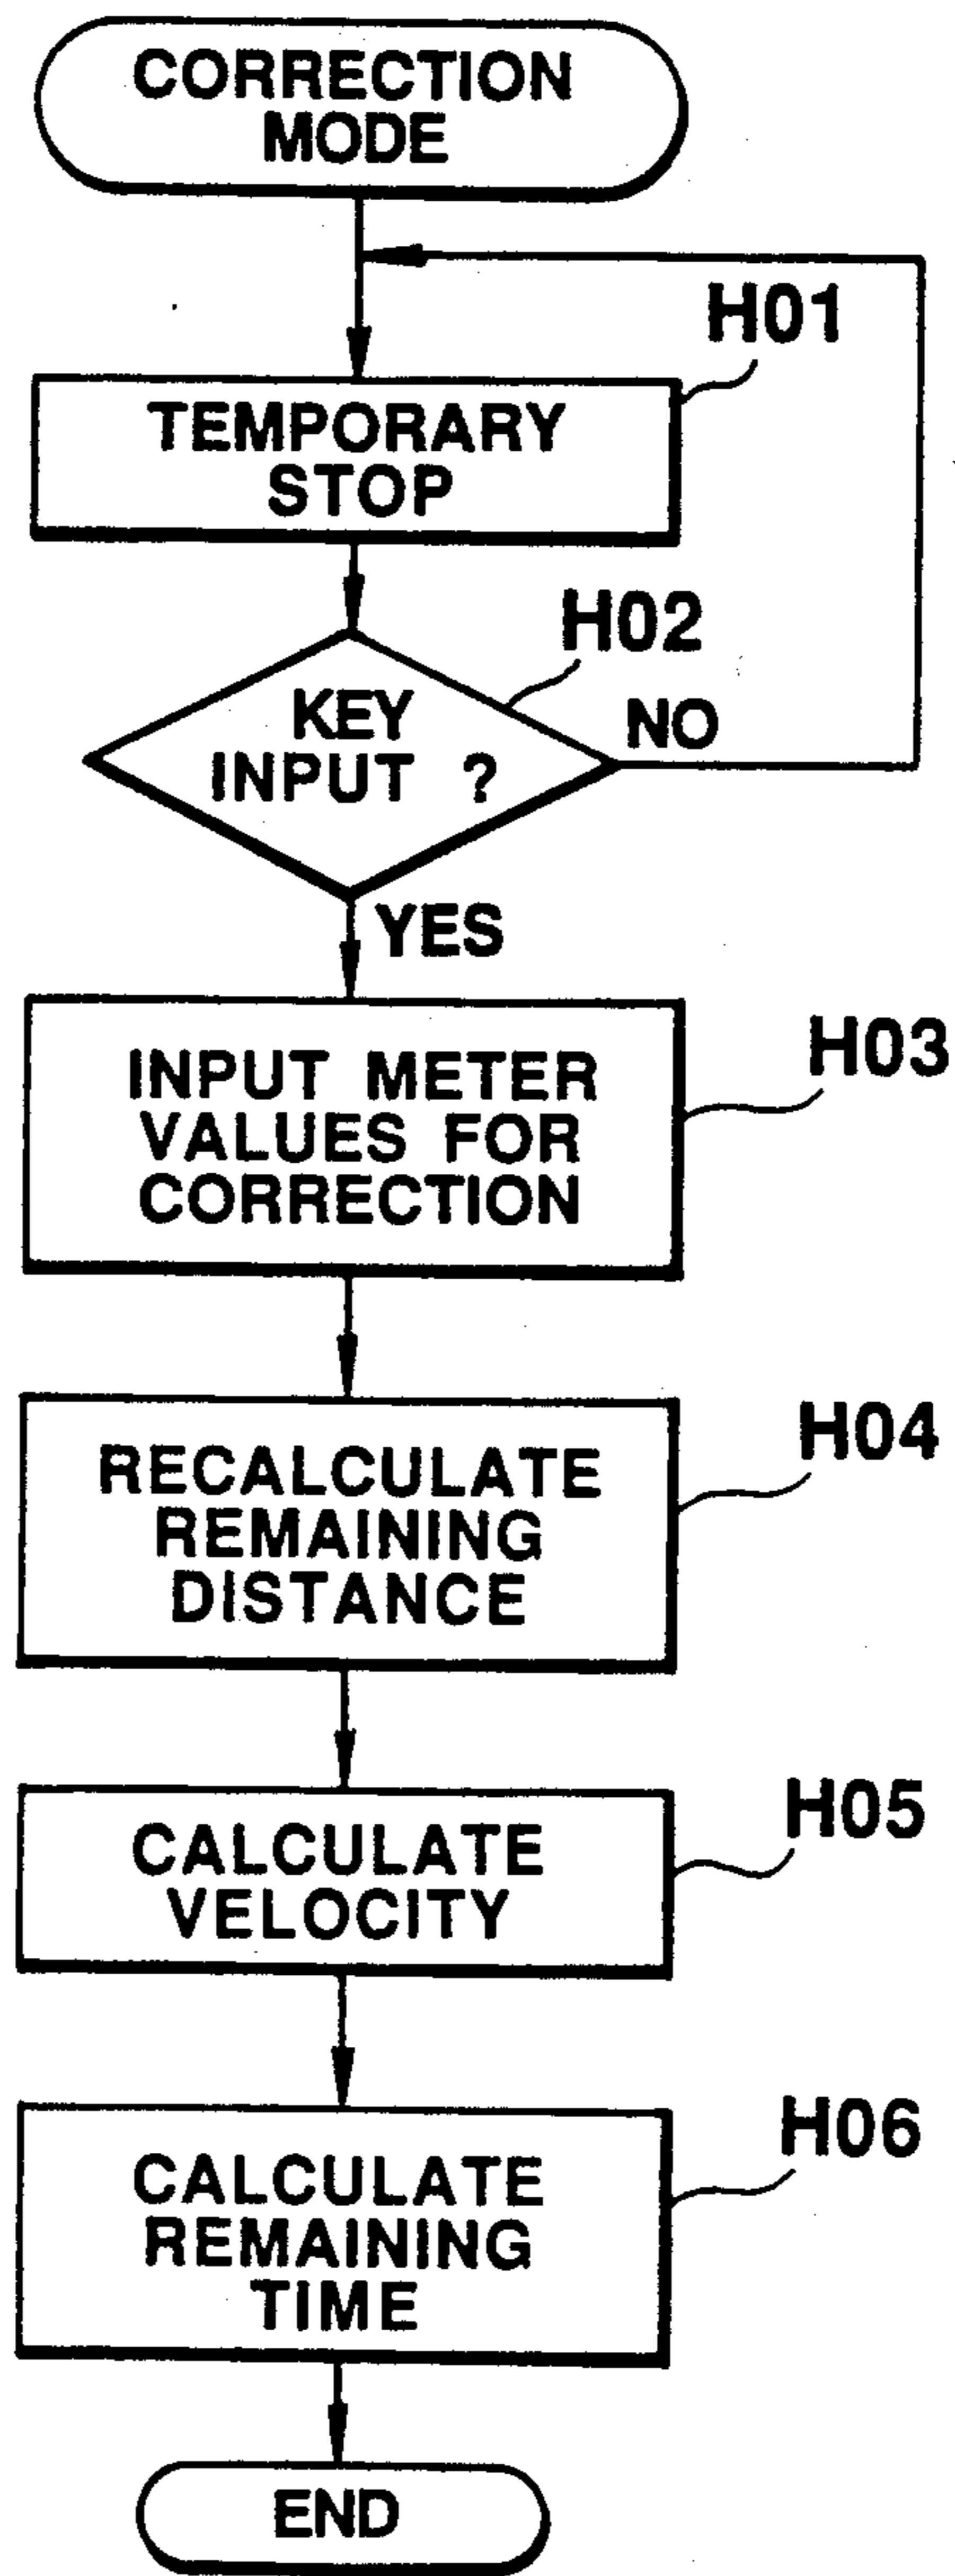 CORRECTION
MODE
H01
TEMPORARY
STOP
H02
KEY
INPUT ?
NO
YES
H03
INPUT METER
VALUES FOR
CORRECTION
H04
RECALCULATE
REMAINING
DISTANCE
H05
CALCULATE
VELOCITY
H06
CALCULATE
REMAINING
TIME
END